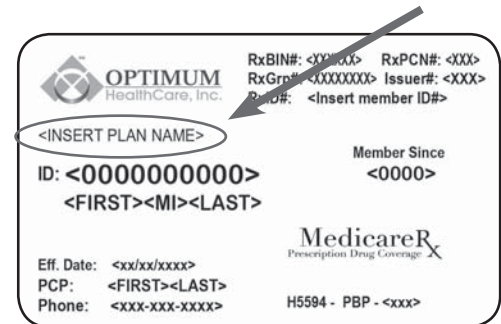 OPTIMUM
HealthCare, Inc.
RxBIN#: <XXXXXX> RxPCN#: <XXX>
RxGrp#: <XXXXXXXX> Issuer#: <XXX>
RxID#: <Insert member ID#>
<INSERT PLAN NAME>
ID: <0000000000>
<FIRST><MI><LAST>
Member Since
<0000>
MedicareRx
Prescription Drug Coverage
Eff. Date: <xx/xx/xxxx>
PCP: <FIRST><LAST>
Phone: <xxx-xxx-xxxx>
H5594 - PBP - <xxx>